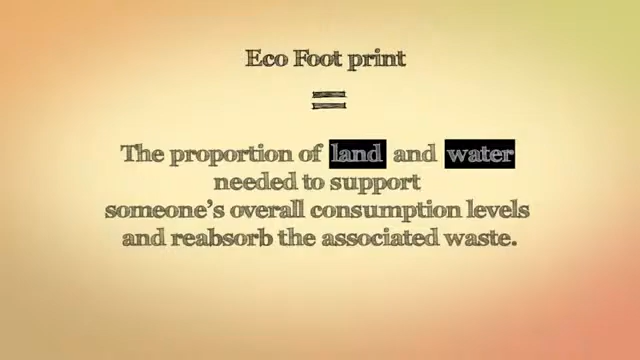 Eco Foot print
=
The proportion of land and water
needed to support
someone's overall consumption levels
and reabsorb the associated waste.